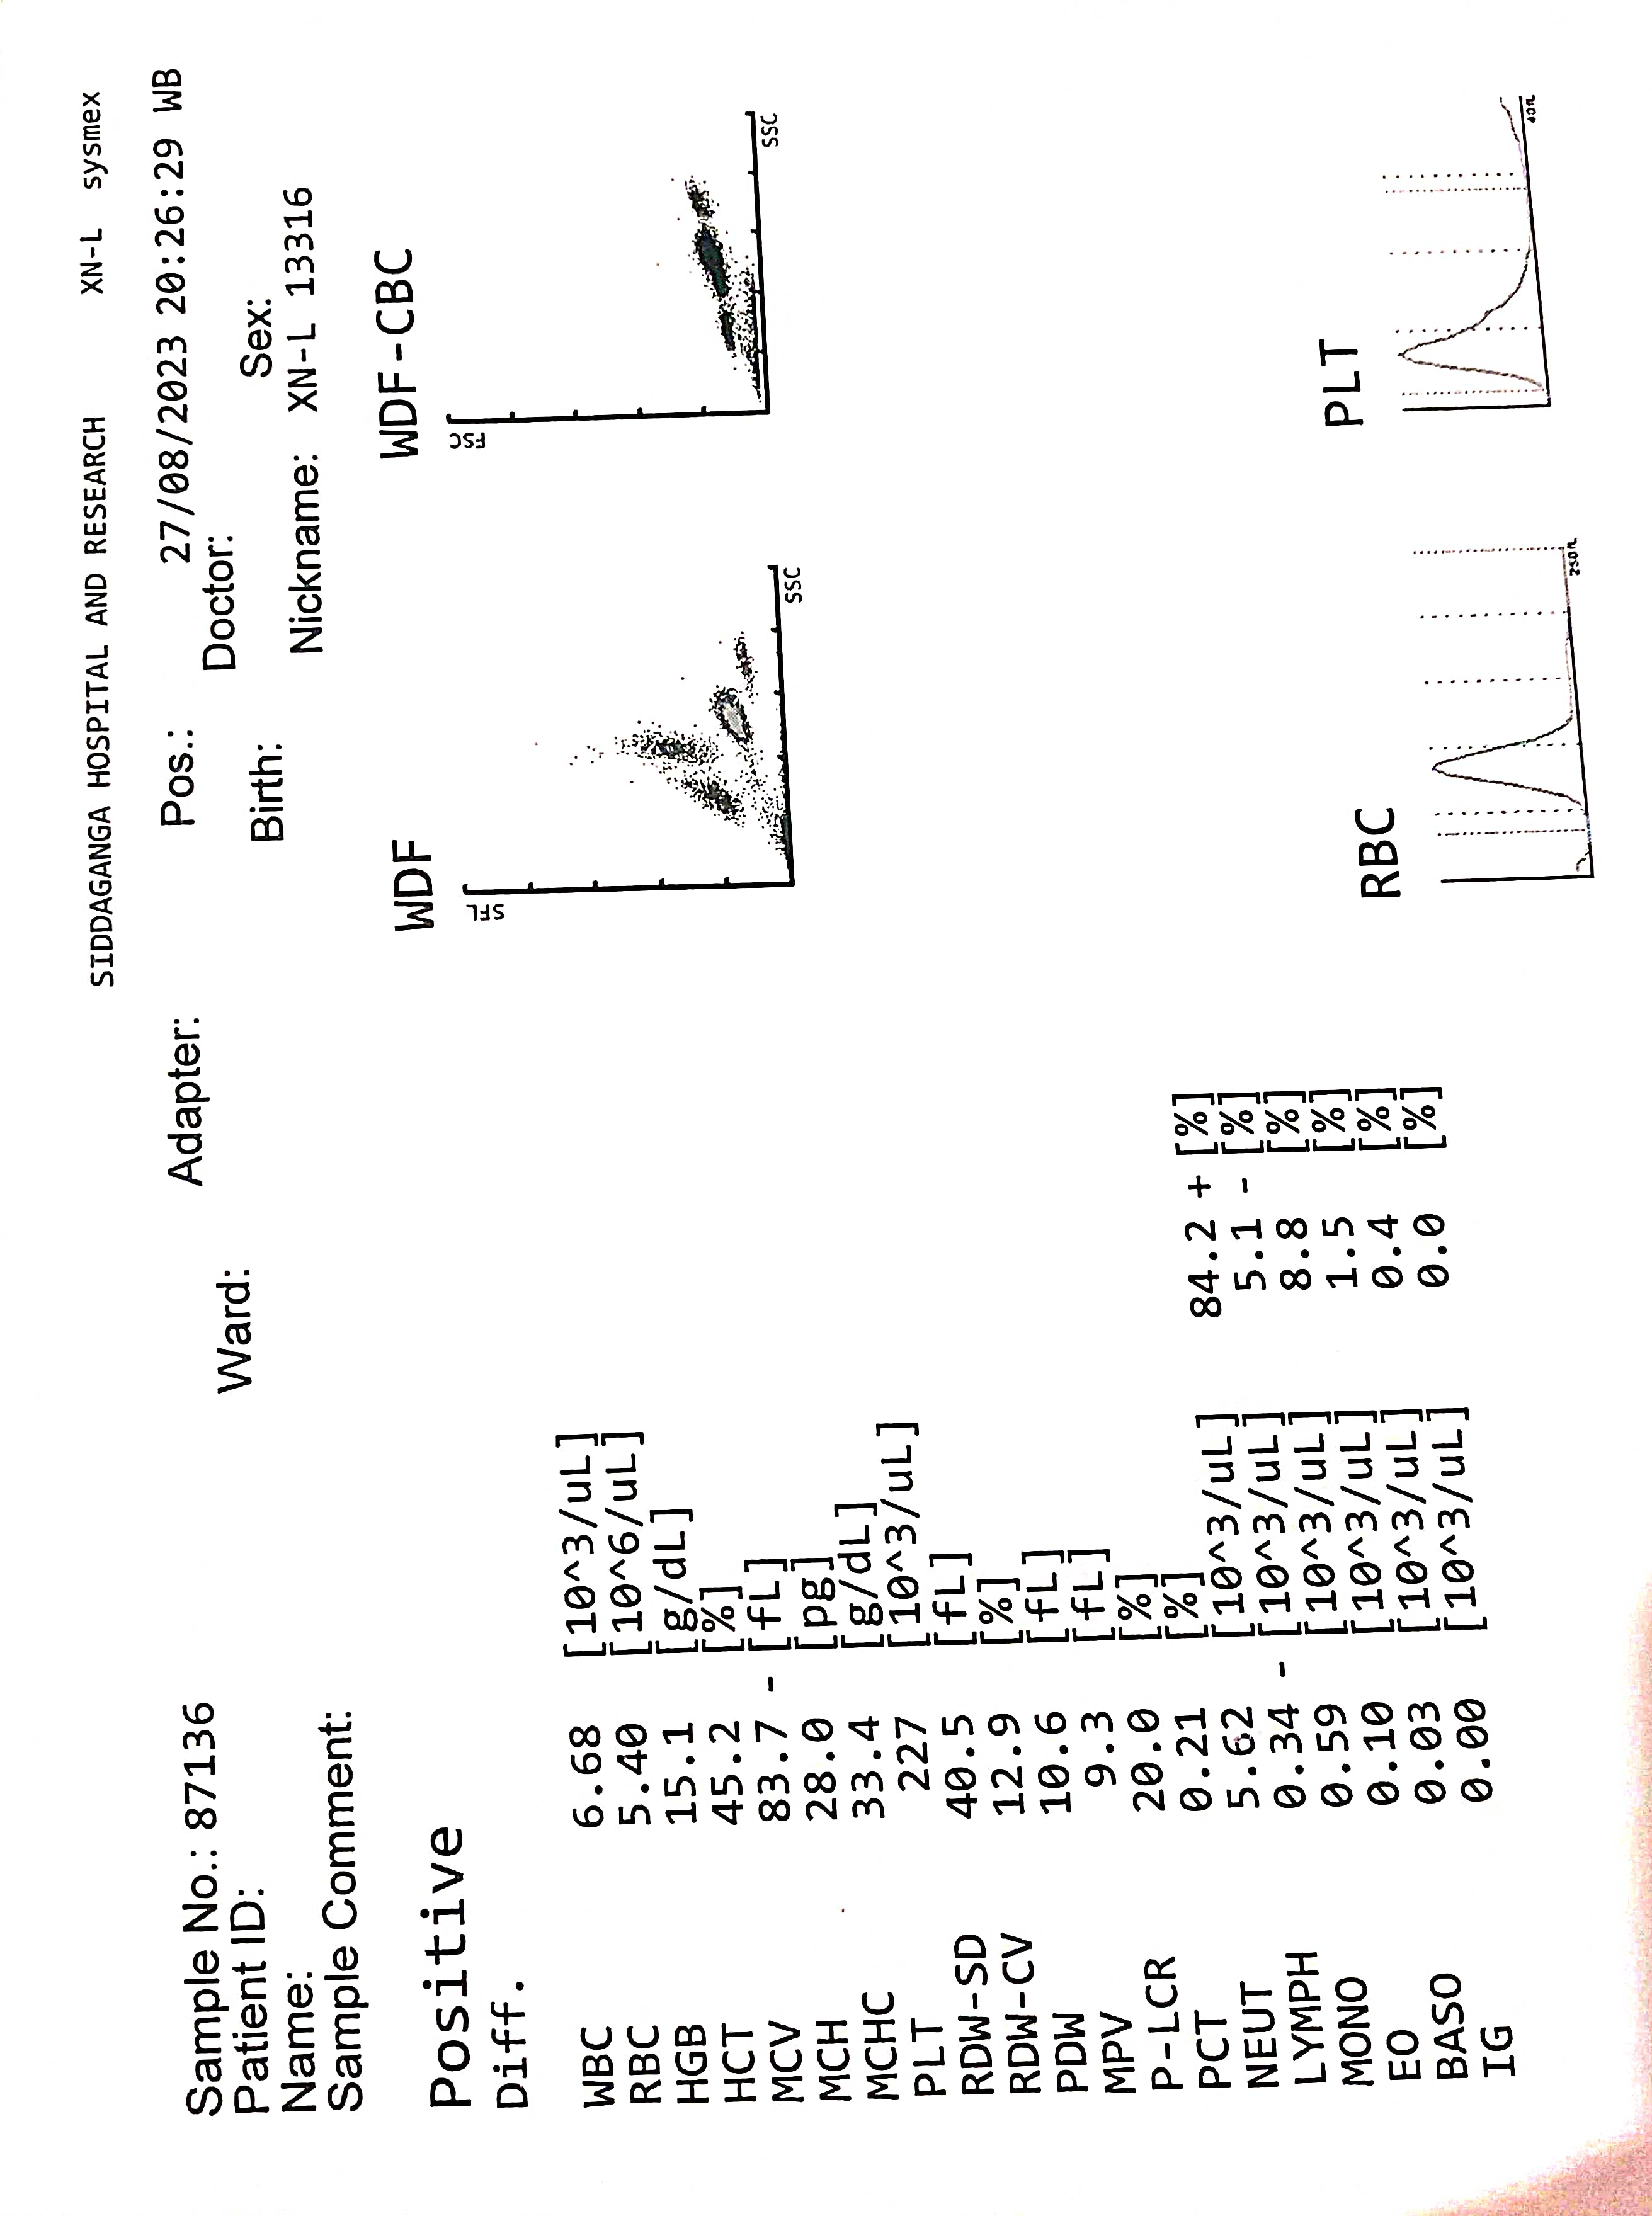 SIDDAGANGA HOSPITAL AND RESEARCH XN-L sysmex
Sample No.: 87136 Adapter: Pos.: 27/08/2023 20:26:29 WB
Patient ID: Ward: Doctor:
Name: Birth: Sex:
Sample Comment: Nickname: XN-L 13316
Positive
Diff.
WBC 6.68 [10^3/uL]
RBC 5.40 [10^6/uL]
HGB 15.1 [g/dL]
HCT 45.2 [%]
MCV 83.7 - [fL]
MCH 28.0 [pg]
MCHC 33.4 [g/dL]
PLT 227 [10^3/uL]
RDW-SD 40.5 [fL]
RDW-CV 12.9 [%]
PDW 10.6 [fL]
MPV 9.3 [fL]
P-LCR 20.0 [%]
PCT 0.21 [%]
NEUT 5.62 [10^3/uL] 84.2 + [%]
LYMPH 0.34 - [10^3/uL] 5.1 - [%]
MONO 0.59 [10^3/uL] 8.8 [%]
EO 0.10 [10^3/uL] 1.5 [%]
BASO 0.03 [10^3/uL] 0.4 [%]
IG 0.00 [10^3/uL] 0.0 [%]
WDF
SFL
SSC
WDF-CBC
FSC
SSC
RBC
250fL
PLT
40fL